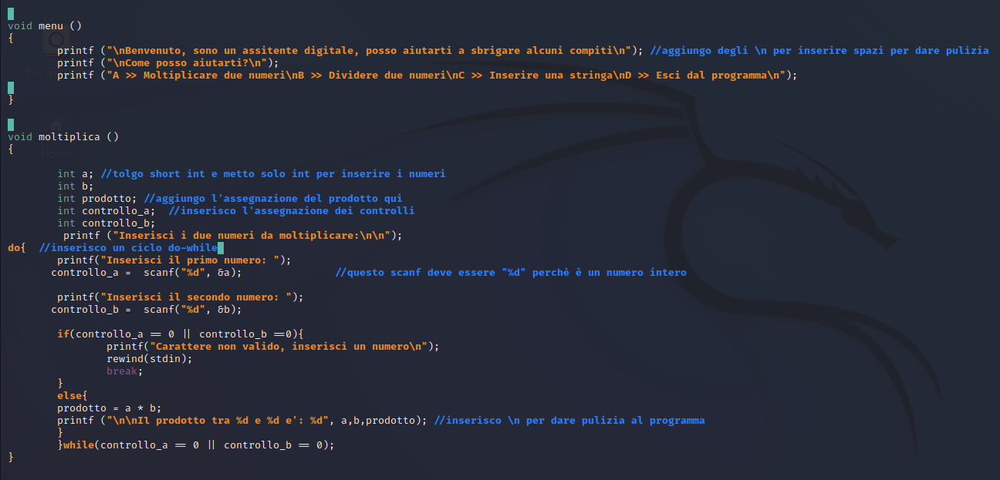 void menu ()
{
printf ("\nBenvenuto, sono un assitente digitale, posso aiutarti a sbrigare alcuni compiti\n"); //aggiungo degli \n per inserire spazi per dare pulizia
printf ("\nCome posso aiutarti?\n");
printf ("A >> Moltiplicare due numeri\nB >> Dividere due numeri\nC >> Inserire una stringa\nD >> Esci dal programma\n");
}
void moltiplica ()
{
Home
int a; //tolgo short int e metto solo int per inserire i numeri
int b;
int prodotto; //aggiungo l'assegnazione del prodotto qui
int controllo_a;  //inserisco l'assegnazione dei controlli
int controllo_b;
printf ("Inserisci i due numeri da moltiplicare:\n\n");
do{  //inserisco un ciclo do-while
printf("Inserisci il primo numero: ");
controllo_a =  scanf("%d", &a);               //questo scanf deve essere "%d" perchè è un numero intero
printf("Inserisci il secondo numero: ");
controllo_b =  scanf("%d", &b);
if(controllo_a == 0 || controllo_b ==0){
printf("Carattere non valido, inserisci un numero\n");
rewind(stdin);
break;
}
else{
prodotto = a * b;
printf ("\n\nIl prodotto tra %d e %d e': %d", a,b,prodotto); //inserisco \n per dare pulizia al programma
}
}while(controllo_a == 0 || controllo_b == 0);
}